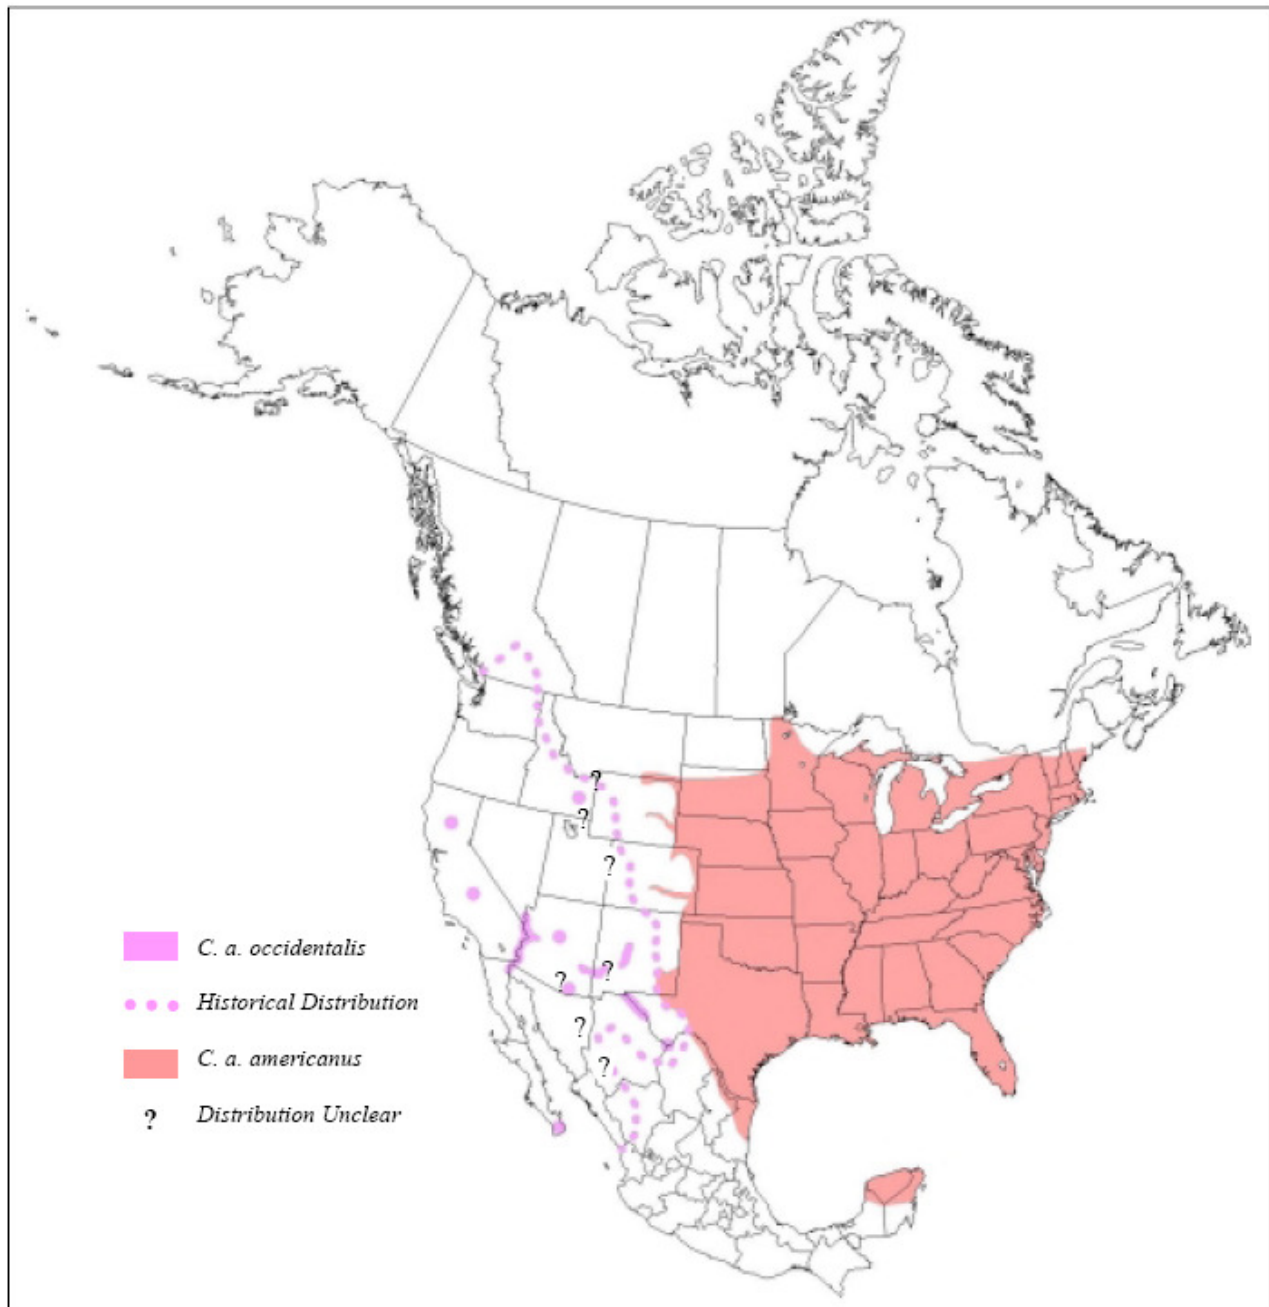 ?
?
?
?
?
?
?
C. a. occidentalis
Historical Distribution
C. a. americanus
? Distribution Unclear